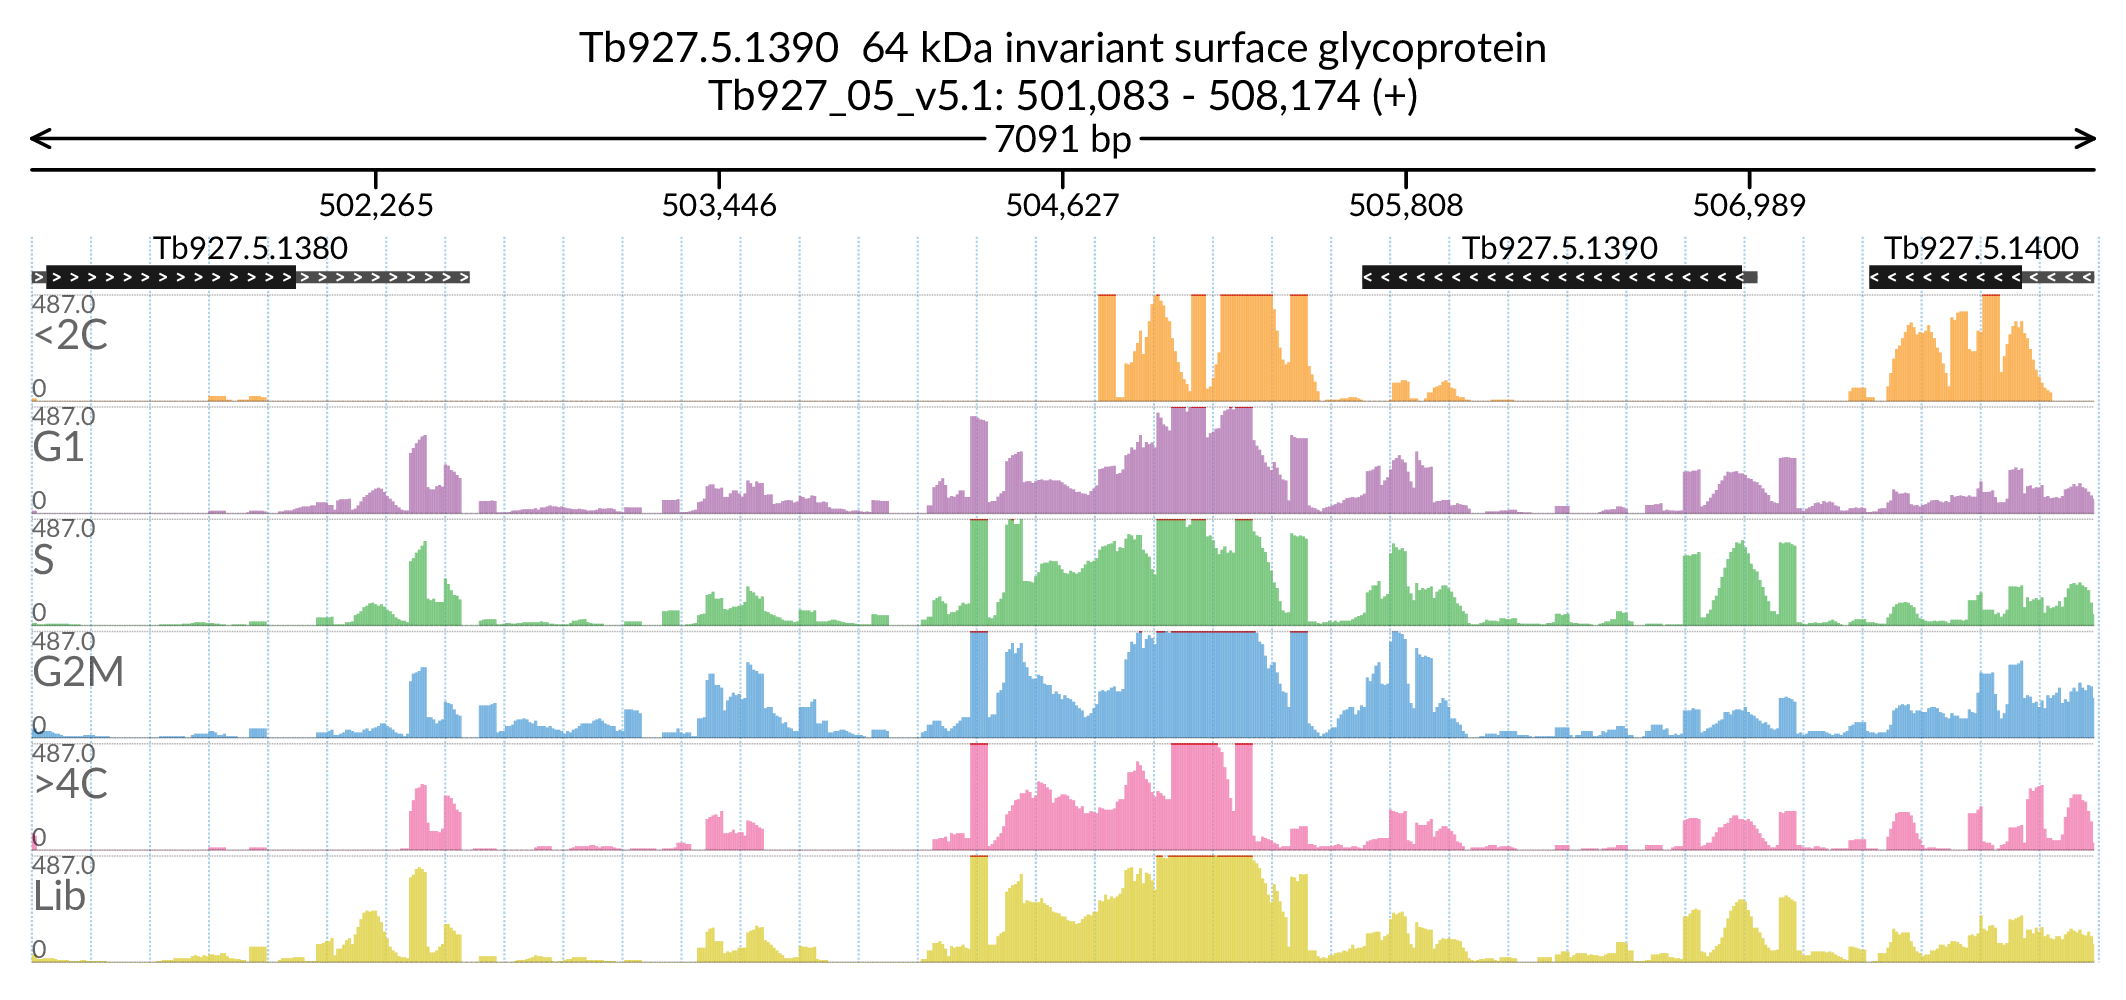 Tb927.5.1390  64 kDa invariant surface glycoprotein
Tb927_05_v5.1: 501,083 - 508,174 (+)
7091 bp
502,265 503,446 504,627 505,808 506,989
Tb927.5.1380 Tb927.5.1390 Tb927.5.1400
487.0
<2C
0
487.0
G1
0
487.0
S
0
487.0
G2M
0
487.0
>4C
0
487.0
Lib
0